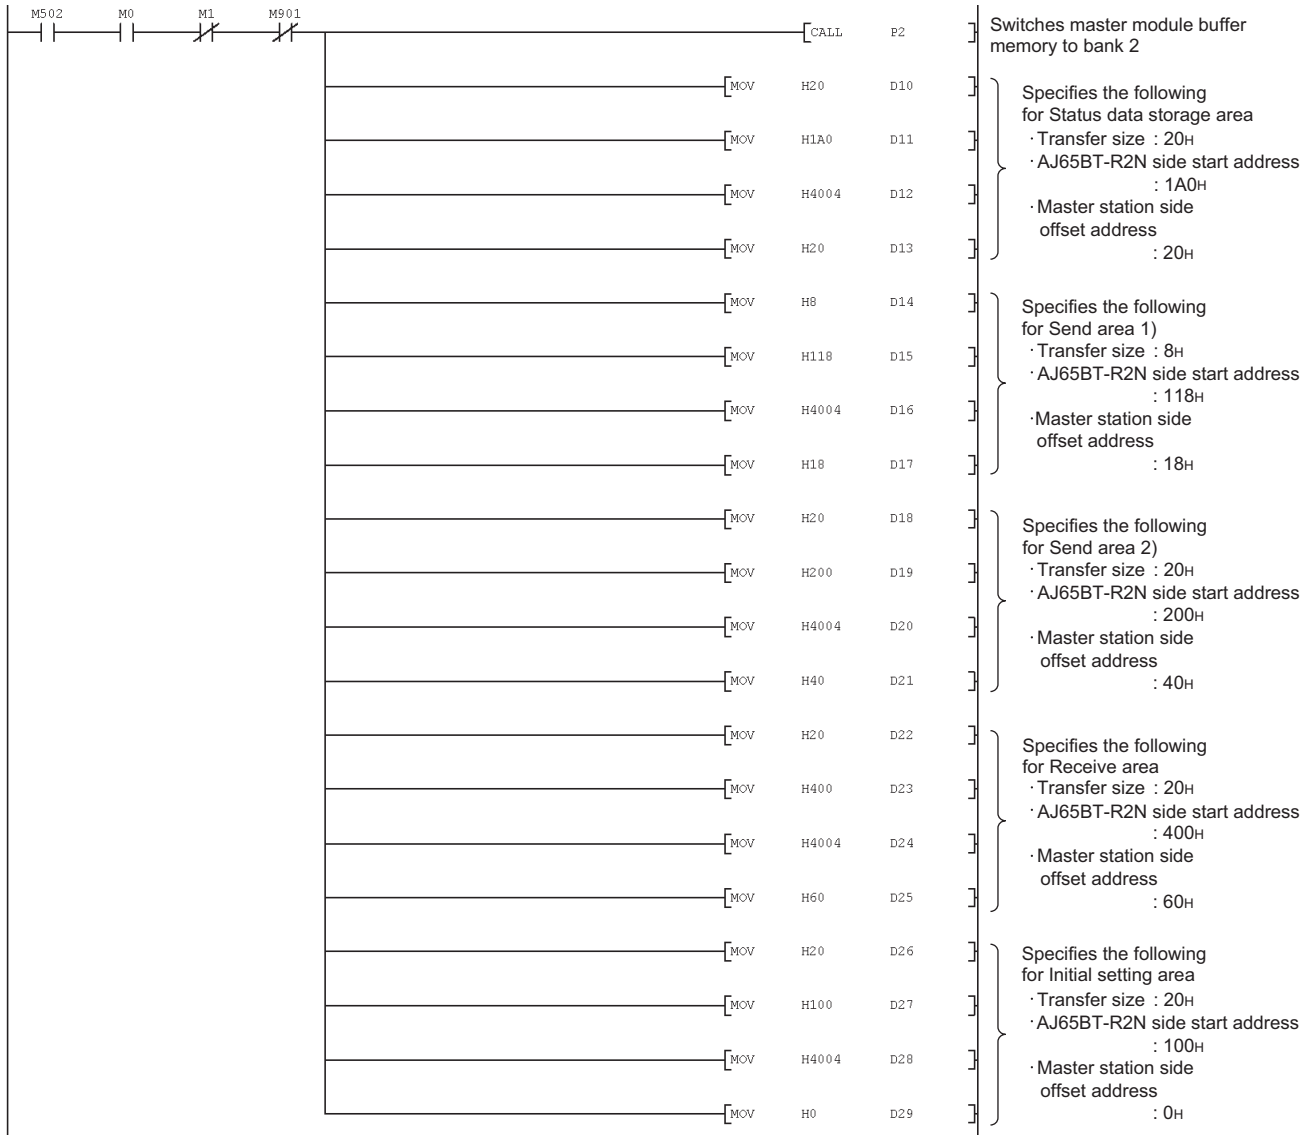 M502 M0 M1 M901
CALL P2
Switches master module buffer
memory to bank 2
MOV H20 D10
MOV H1A0 D11
MOV H4004 D12
MOV H20 D13
Specifies the following
for Status data storage area
·Transfer size : 20H
·AJ65BT-R2N side start address
: 1A0H
·Master station side
offset address
: 20H
MOV H8 D14
MOV H118 D15
MOV H4004 D16
MOV H18 D17
Specifies the following
for Send area 1)
·Transfer size : 8H
·AJ65BT-R2N side start address
: 118H
·Master station side
offset address
: 18H
MOV H20 D18
MOV H200 D19
MOV H4004 D20
MOV H40 D21
Specifies the following
for Send area 2)
·Transfer size : 20H
·AJ65BT-R2N side start address
: 200H
·Master station side
offset address
: 40H
MOV H20 D22
MOV H400 D23
MOV H4004 D24
MOV H60 D25
Specifies the following
for Receive area
·Transfer size : 20H
·AJ65BT-R2N side start address
: 400H
·Master station side
offset address
: 60H
MOV H20 D26
MOV H100 D27
MOV H4004 D28
MOV H0 D29
Specifies the following
for Initial setting area
·Transfer size : 20H
·AJ65BT-R2N side start address
: 100H
·Master station side
offset address
: 0H